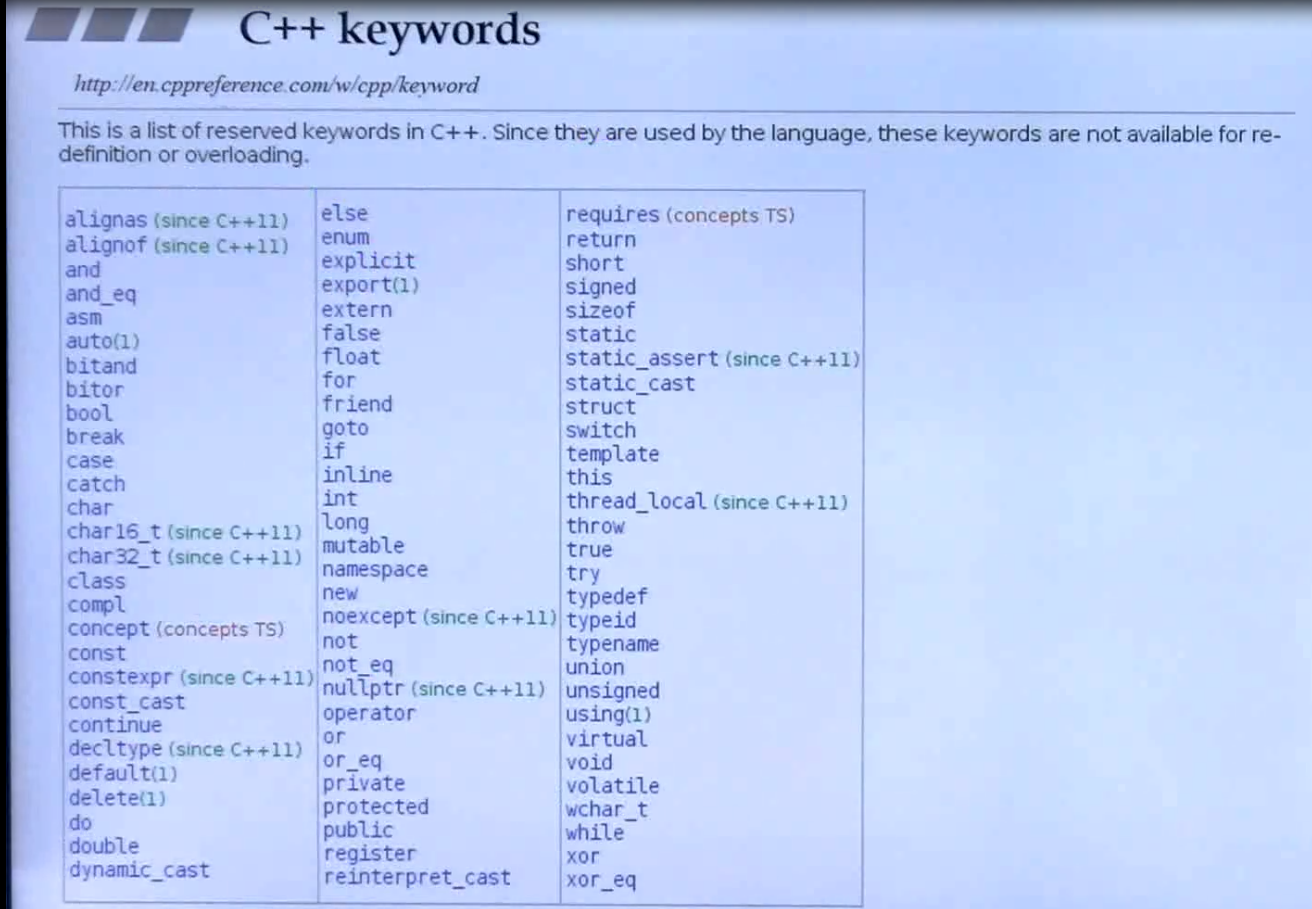 C++ keywords
http://en.cppreference.com/w/cpp/keyword
This is a list of reserved keywords in C++. Since they are used by the language, these keywords are not available for re-
definition or overloading.
alignas (since C++11)
alignof (since C++11)
and
and_eq
asm
auto(1)
bitand
bitor
bool
break
case
catch
char
char16_t (since C++11)
char32_t (since C++11)
class
compl
concept (concepts TS)
const
constexpr (since C++11)
const_cast
continue
decltype (since C++11)
default(1)
delete(1)
do
double
dynamic_cast
else
enum
explicit
export(1)
extern
false
float
for
friend
goto
if
inline
int
long
mutable
namespace
new
noexcept (since C++11)
not
not_eq
nullptr (since C++11)
operator
or
or_eq
private
protected
public
register
reinterpret_cast
requires (concepts TS)
return
short
signed
sizeof
static
static_assert (since C++11)
static_cast
struct
switch
template
this
thread_local (since C++11)
throw
true
try
typedef
typeid
typename
union
unsigned
using(1)
virtual
void
volatile
wchar_t
while
xor
xor_eq